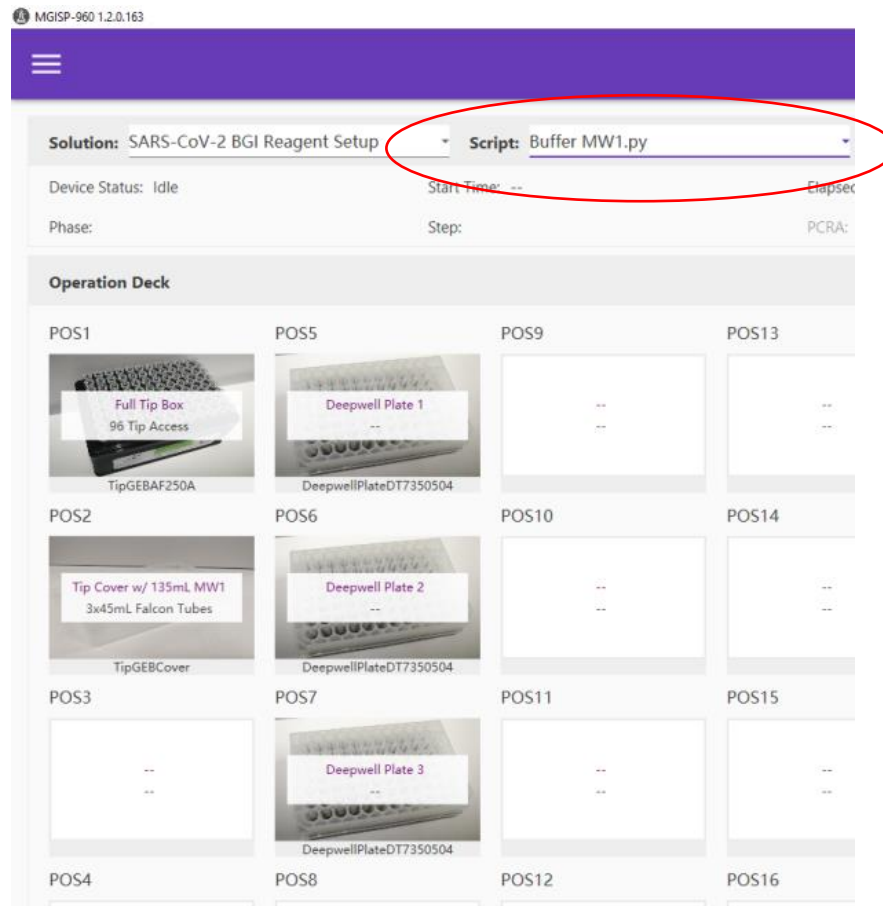 MGISP-960 1.2.0.163
Solution: SARS-CoV-2 BGI Reagent Setup Script: Buffer MW1.py
Device Status: Idle Start Time: -- Elapsed
Phase: Step: PCRA:
Operation Deck
POS1 POS5 POS9 POS13
Full Tip Box Deepwell Plate 1 -- --
96 Tip Access -- -- --
TipGEBAF250A DeepwellPlateDT7350504
POS2 POS6 POS10 POS14
Tip Cover w/ 135mL MW1 Deepwell Plate 2 -- --
3x45mL Falcon Tubes -- -- --
TipGEBCover DeepwellPlateDT7350504
POS3 POS7 POS11 POS15
-- Deepwell Plate 3 -- --
-- -- -- --
DeepwellPlateDT7350504
POS4 POS8 POS12 POS16